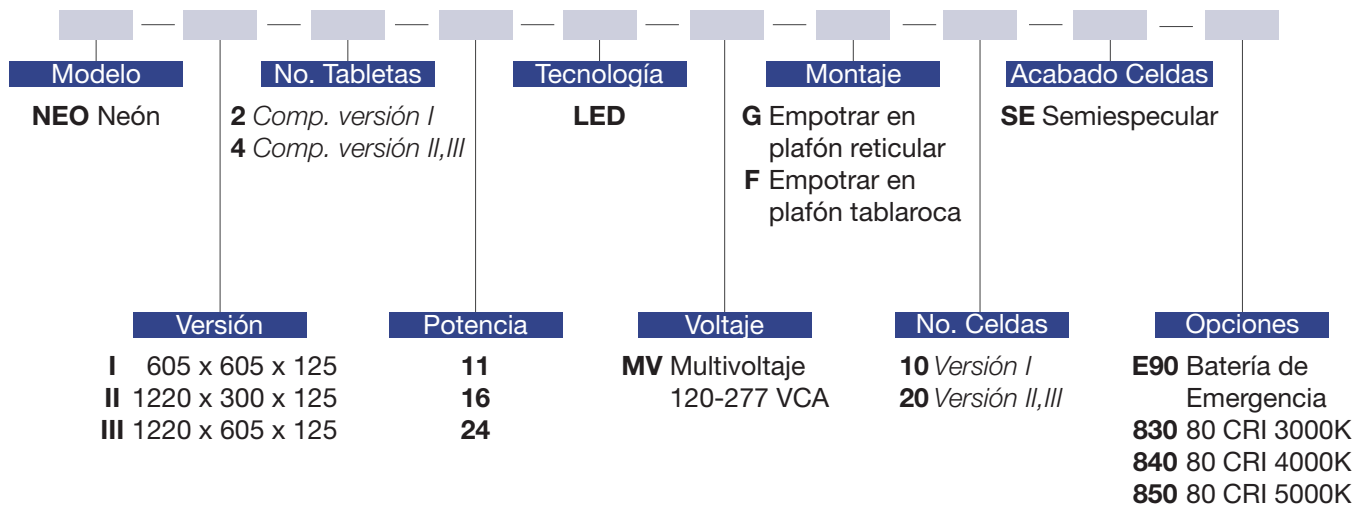 Modelo
NEO Neón
No. Tabletas
2 Comp. versión I
4 Comp. versión II,III
Tecnología
LED
Montaje
G Empotrar en
plafón reticular
F Empotrar en
plafón tablaroca
Acabado Celdas
SE Semiespecular
Versión
I 605 x 605 x 125
II 1220 x 300 x 125
III 1220 x 605 x 125
Potencia
11
16
24
Voltaje
MV Multivoltaje
120-277 VCA
No. Celdas
10 Versión I
20 Versión II,III
Opciones
E90 Batería de
Emergencia
830 80 CRI 3000K
840 80 CRI 4000K
850 80 CRI 5000K